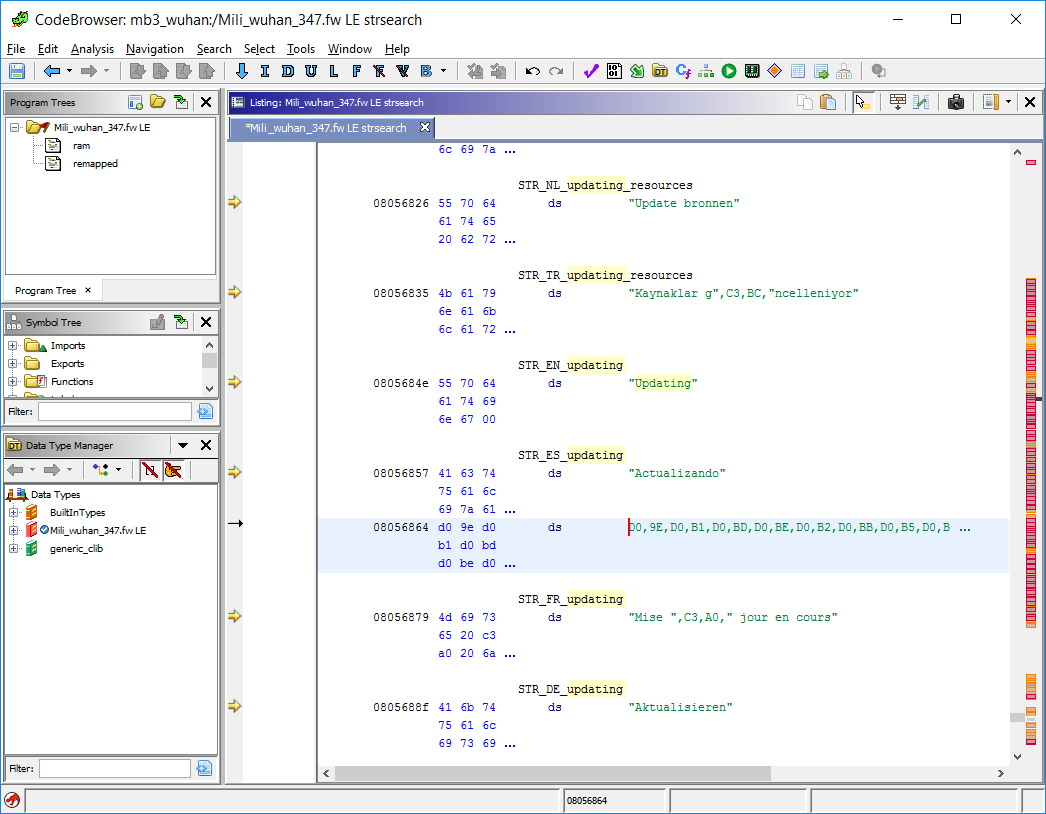 CodeBrowser: mb3_wuhan:/Mili_wuhan_347.fw LE strsearch
File Edit Analysis Navigation Search Select Tools Window Help
I D U L F F V B
Program Trees
Mili_wuhan_347.fw LE
ram
remapped
Program Tree
Symbol Tree
Imports
Exports
Functions
Filter:
Data Type Manager
Data Types
BuiltInTypes
Mili_wuhan_347.fw LE
generic_clib
Filter:
Listing: Mili_wuhan_347.fw LE strsearch
*Mili_wuhan_347.fw LE strsearch
6c 69 7a ...
STR_NL_updating_resources
08056826 55 70 64 ds "Update bronnen"
61 74 65
20 62 72 ...
STR_TR_updating_resources
08056835 4b 61 79 ds "Kaynaklar g",C3,BC,"ncelleniyor"
6e 61 6b
6c 61 72 ...
STR_EN_updating
0805684e 55 70 64 ds "Updating"
61 74 69
6e 67 00
STR_ES_updating
08056857 41 63 74 ds "Actualizando"
75 61 6c
69 7a 61 ...
08056864 d0 9e d0 ds D0,9E,D0,B1,D0,BD,D0,BE,D0,B2,D0,BB,D0,B5,D0,B ...
b1 d0 bd
d0 be d0 ...
STR_FR_updating
08056879 4d 69 73 ds "Mise ",C3,A0," jour en cours"
65 20 c3
a0 20 6a ...
STR_DE_updating
0805688f 41 6b 74 ds "Aktualisieren"
75 61 6c
69 73 69 ...
08056864